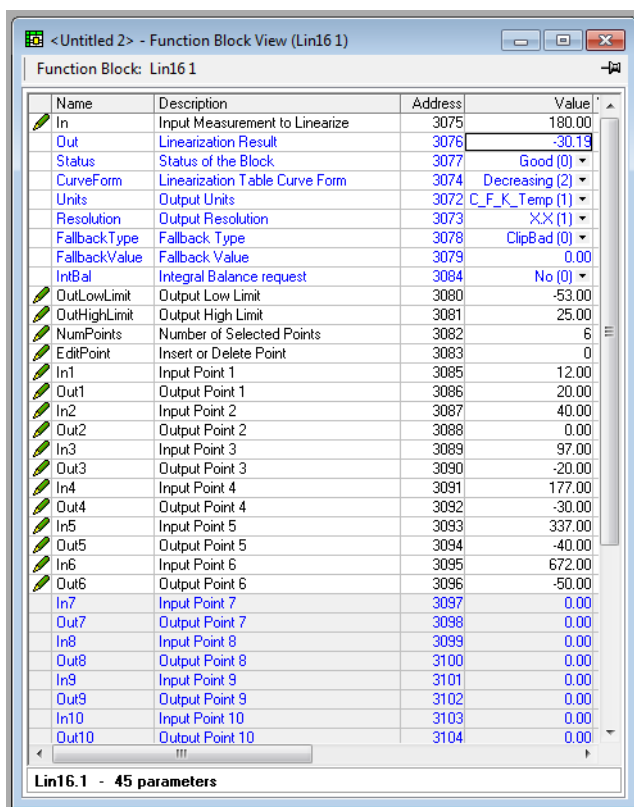 <Untitled 2> - Function Block View (Lin16 1)
Function Block: Lin16 1
Name Description Address Value
In Input Measurement to Linearize 3075 180.00
Out Linearization Result 3076 -30.19
Status Status of the Block 3077 Good (0)
CurveForm Linearization Table Curve Form 3074 Decreasing (2)
Units Output Units 3072 C_F_K_Temp (1)
Resolution Output Resolution 3073 X.X (1)
FallbackType Fallback Type 3078 ClipBad (0)
FallbackValue Fallback Value 3079 0.00
IntBal Integral Balance request 3084 No (0)
OutLowLimit Output Low Limit 3080 -53.00
OutHighLimit Output High Limit 3081 25.00
NumPoints Number of Selected Points 3082 6
EditPoint Insert or Delete Point 3083 0
In1 Input Point 1 3085 12.00
Out1 Output Point 1 3086 20.00
In2 Input Point 2 3087 40.00
Out2 Output Point 2 3088 0.00
In3 Input Point 3 3089 97.00
Out3 Output Point 3 3090 -20.00
In4 Input Point 4 3091 177.00
Out4 Output Point 4 3092 -30.00
In5 Input Point 5 3093 337.00
Out5 Output Point 5 3094 -40.00
In6 Input Point 6 3095 672.00
Out6 Output Point 6 3096 -50.00
In7 Input Point 7 3097 0.00
Out7 Output Point 7 3098 0.00
In8 Input Point 8 3099 0.00
Out8 Output Point 8 3100 0.00
In9 Input Point 9 3101 0.00
Out9 Output Point 9 3102 0.00
In10 Input Point 10 3103 0.00
Out10 Output Point 10 3104 0.00
Lin16.1 - 45 parameters